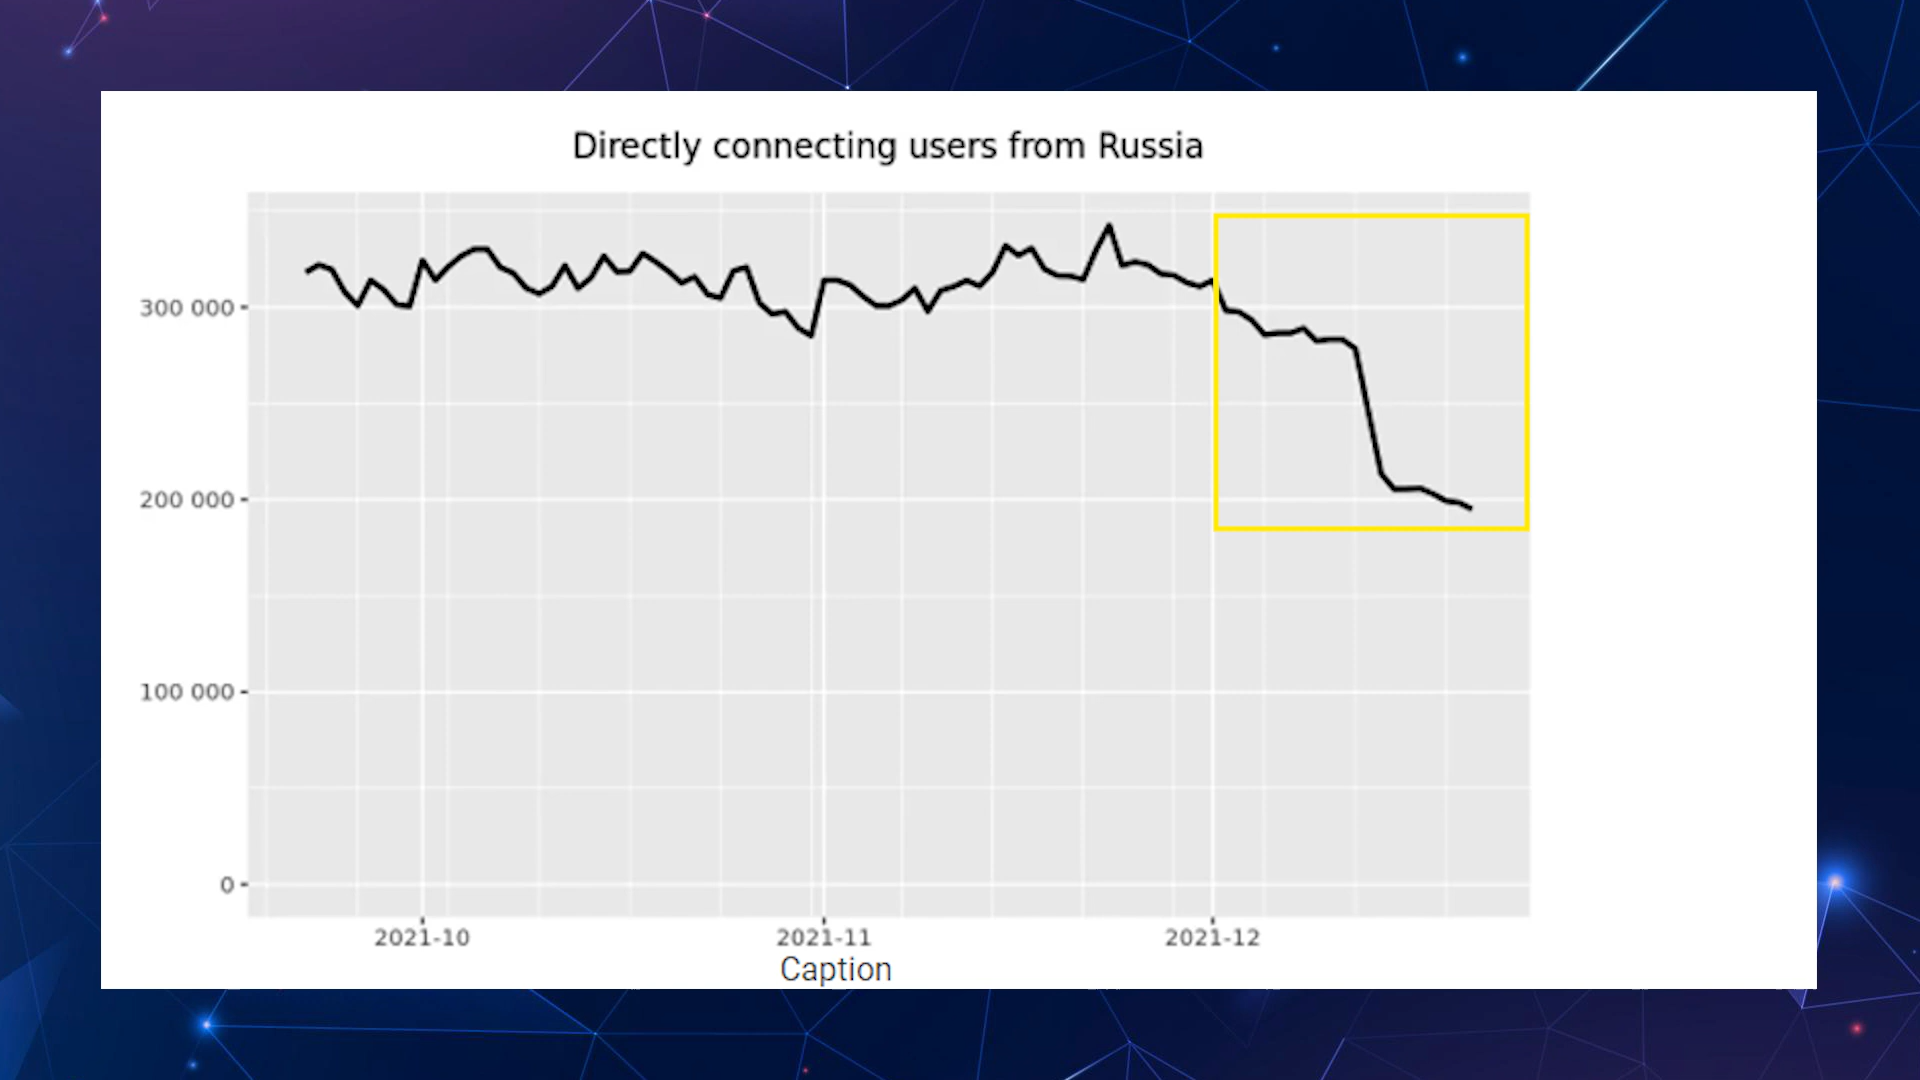 Directly connecting users from Russia
300 000
200 000
100 000
0
2021-10 2021-11 2021-12
Caption